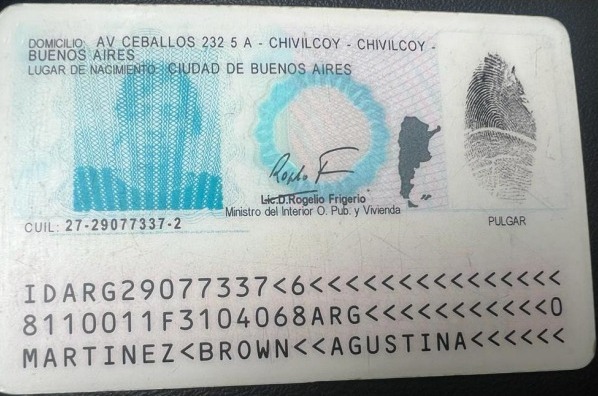 DOMICILIO: AV CEBALLOS 232 5 A - CHIVILCOY - CHIVILCOY -
BUENOS AIRES
LUGAR DE NACIMIENTO: CIUDAD DE BUENOS AIRES
Lic.D.Rogelio Frigerio
Ministro del Interior O. Pub. y Vivienda
CUIL: 27-29077337-2
PULGAR
IDARG29077337<6<<<<<<<<<<<<<<<
8110011F3104068ARG<<<<<<<<<<<0
MARTINEZ<BROWN<<AGUSTINA<<<<<<